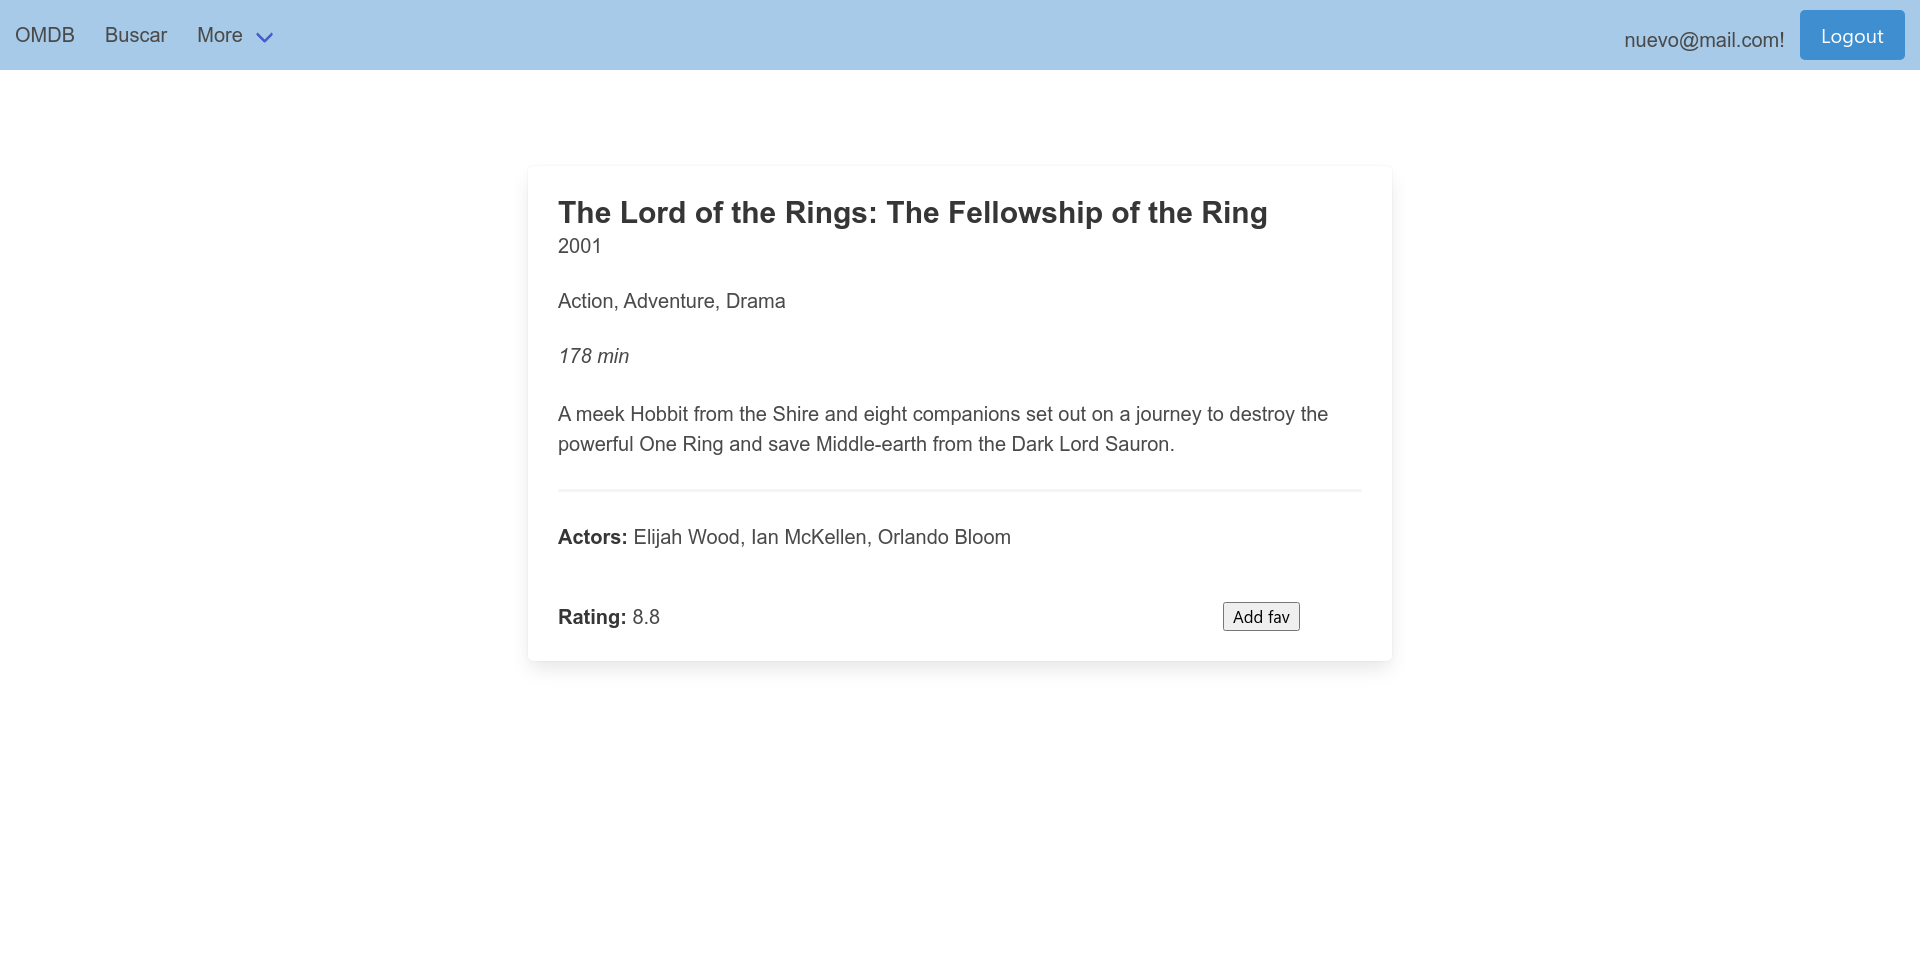 OMDB Buscar More nuevo@mail.com! Logout
The Lord of the Rings: The Fellowship of the Ring
2001
Action, Adventure, Drama
178 min
A meek Hobbit from the Shire and eight companions set out on a journey to destroy the
powerful One Ring and save Middle-earth from the Dark Lord Sauron.
Actors: Elijah Wood, Ian McKellen, Orlando Bloom
Rating: 8.8 Add fav